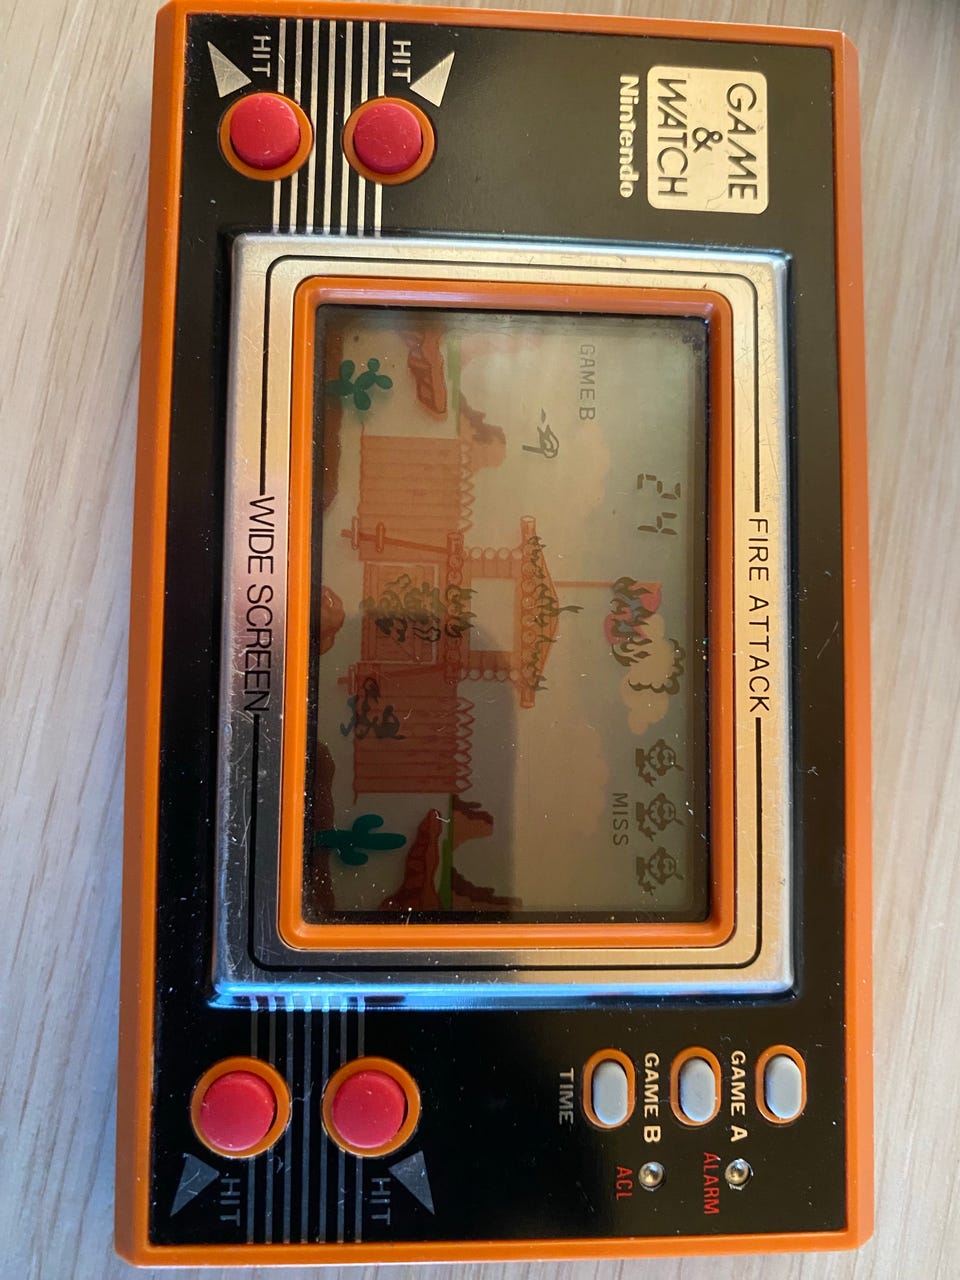 GAME
&
WATCH
Nintendo
HIT
HIT
FIRE ATTACK
GAME B
24
MISS
WIDE SCREEN
GAME A
ALARM
GAME B
ACL
TIME
HIT
HIT